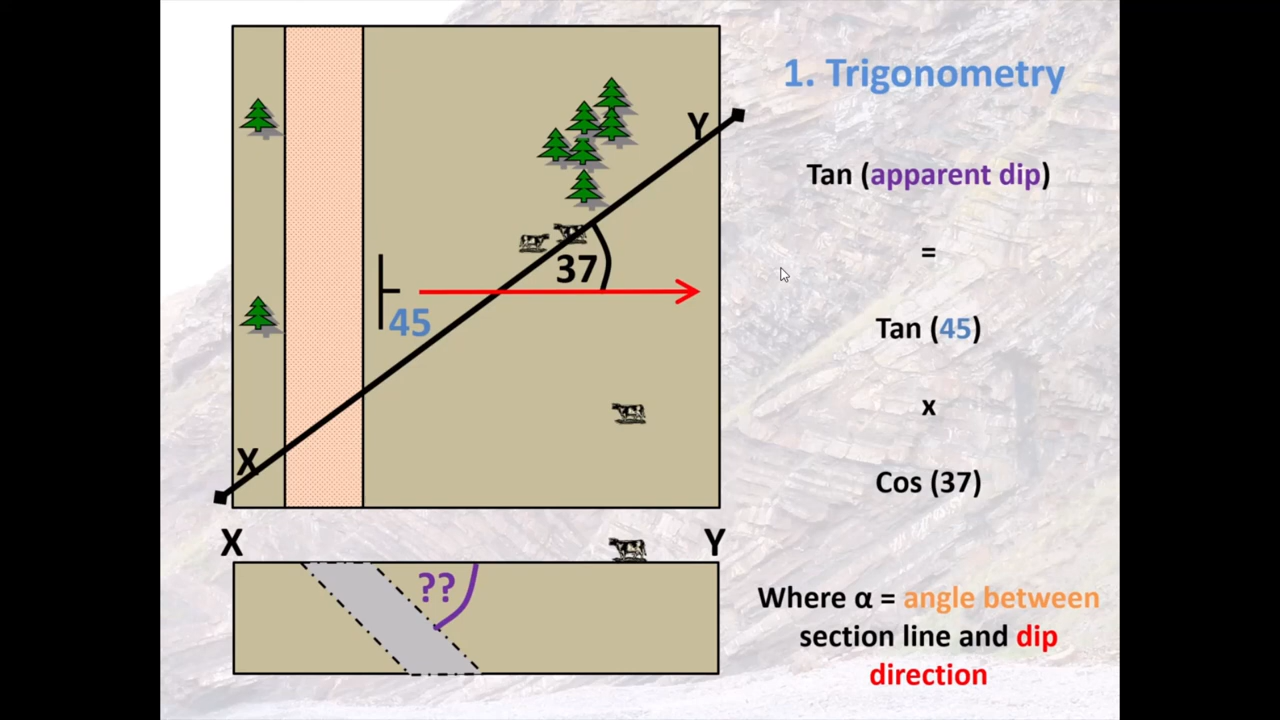 1. Trigonometry
Y
Tan (apparent dip)
=
37
45
Tan (45)
x
X
Cos (37)
X
Y
??
Where α = angle between
section line and dip
direction